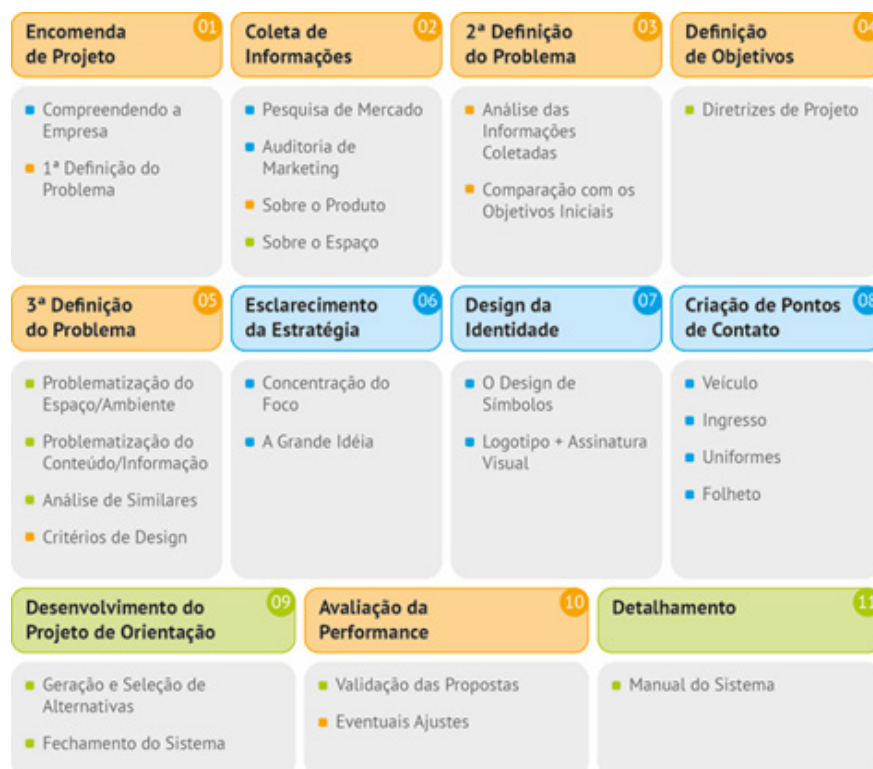 Encomenda
de Projeto
01
Compreendendo a
Empresa
1ª Definição do
Problema
Coleta de
Informações
02
Pesquisa de Mercado
Auditoria de
Marketing
Sobre o Produto
Sobre o Espaço
2ª Definição
do Problema
03
Análise das
Informações
Coletadas
Comparação com os
Objetivos Iniciais
Definição
de Objetivos
04
Diretrizes de Projeto
3ª Definição
do Problema
05
Problematização do
Espaço/Ambiente
Problematização do
Conteúdo/Informação
Análise de Similares
Critérios de Design
Esclarecimento
da Estratégia
06
Concentração do
Foco
A Grande Idéia
Design da
Identidade
07
O Design de
Símbolos
Logotipo + Assinatura
Visual
Criação de Pontos
de Contato
08
Veículo
Ingresso
Uniformes
Folheto
Desenvolvimento do
Projeto de Orientação
09
Geração e Seleção de
Alternativas
Fechamento do Sistema
Avaliação da
Performance
10
Validação das Propostas
Eventuais Ajustes
Detalhamento
11
Manual do Sistema